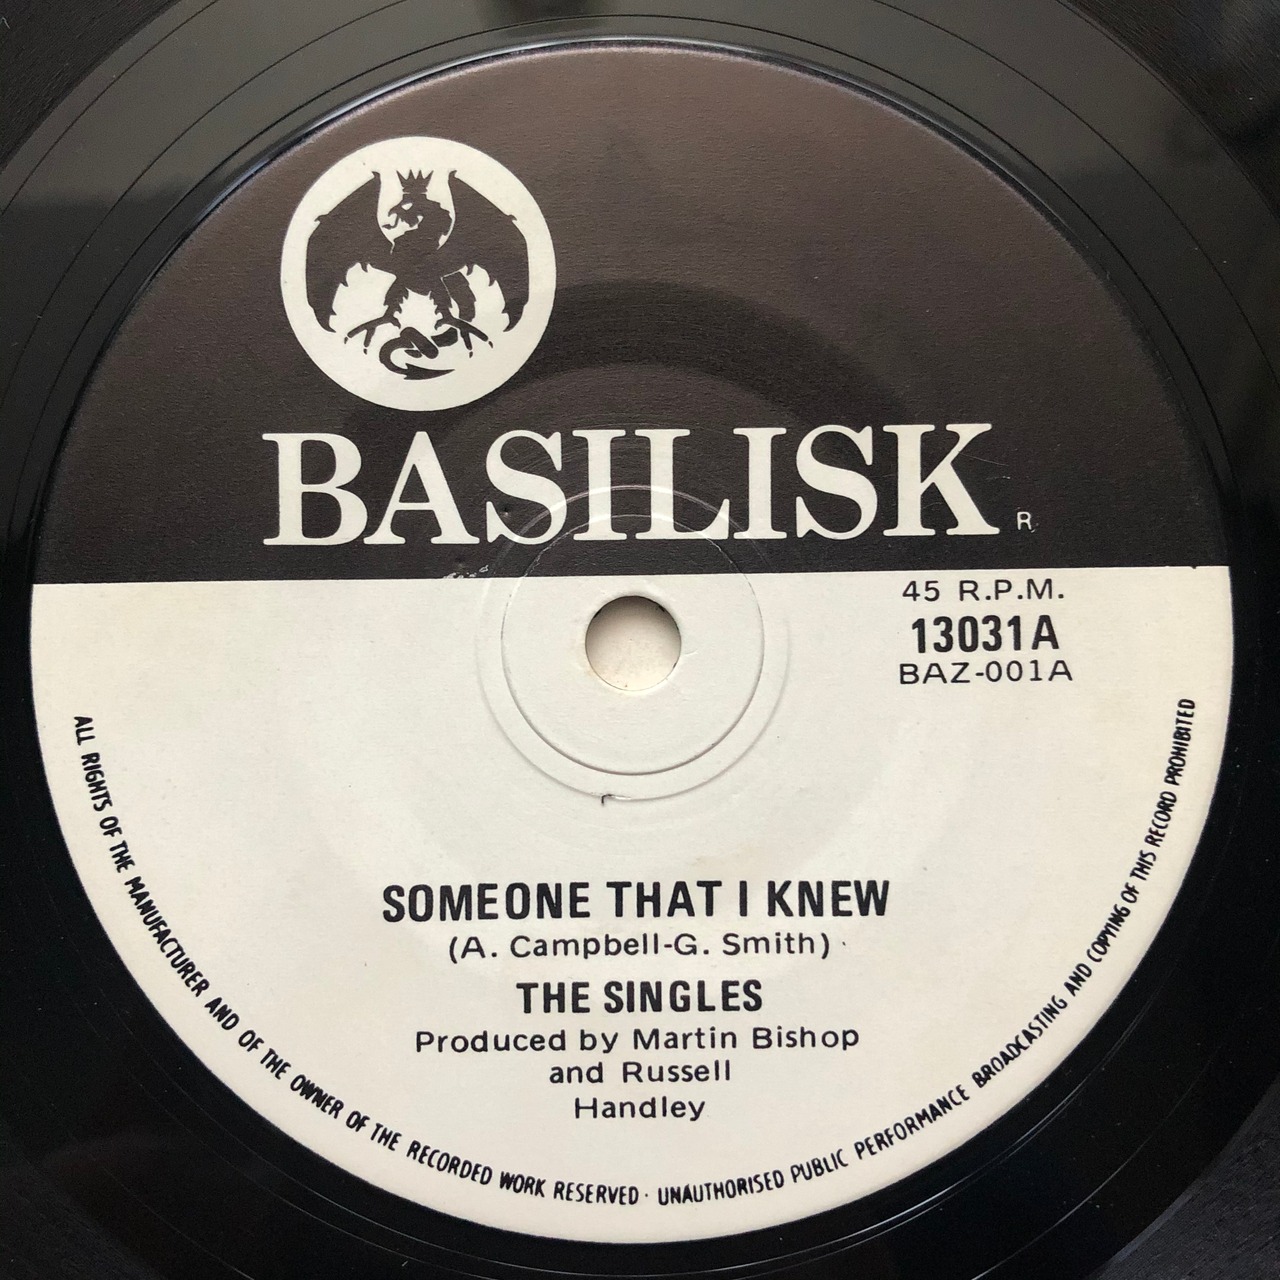 BASILISK
R
45 R.P.M.
13031A
BAZ-001A
SOMEONE THAT I KNEW
(A. Campbell-G. Smith)
THE SINGLES
Produced by Martin Bishop
and Russell
Handley
ALL RIGHTS OF THE MANUFACTURER AND OF THE OWNER OF THE RECORDED WORK RESERVED · UNAUTHORISED PUBLIC PERFORMANCE BROADCASTING AND COPYING OF THIS RECORD PROHIBITED